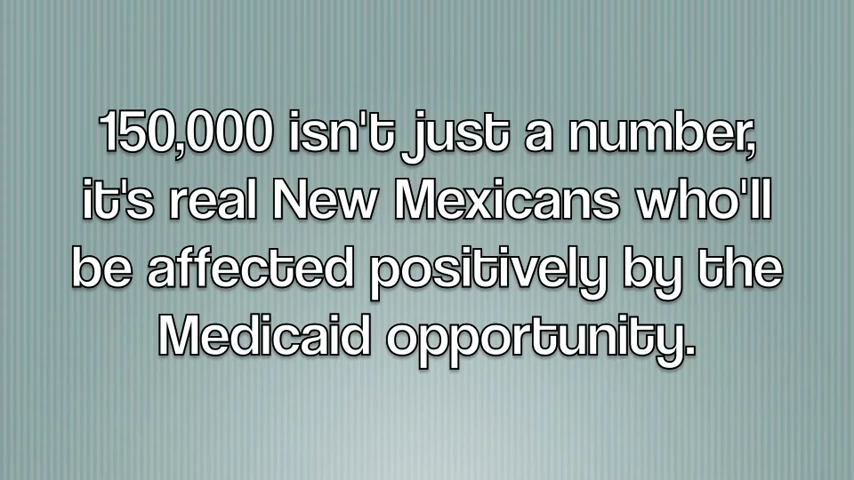 150,000 isn't just a number,
it's real New Mexicans who'll
be affected positively by the
Medicaid opportunity.